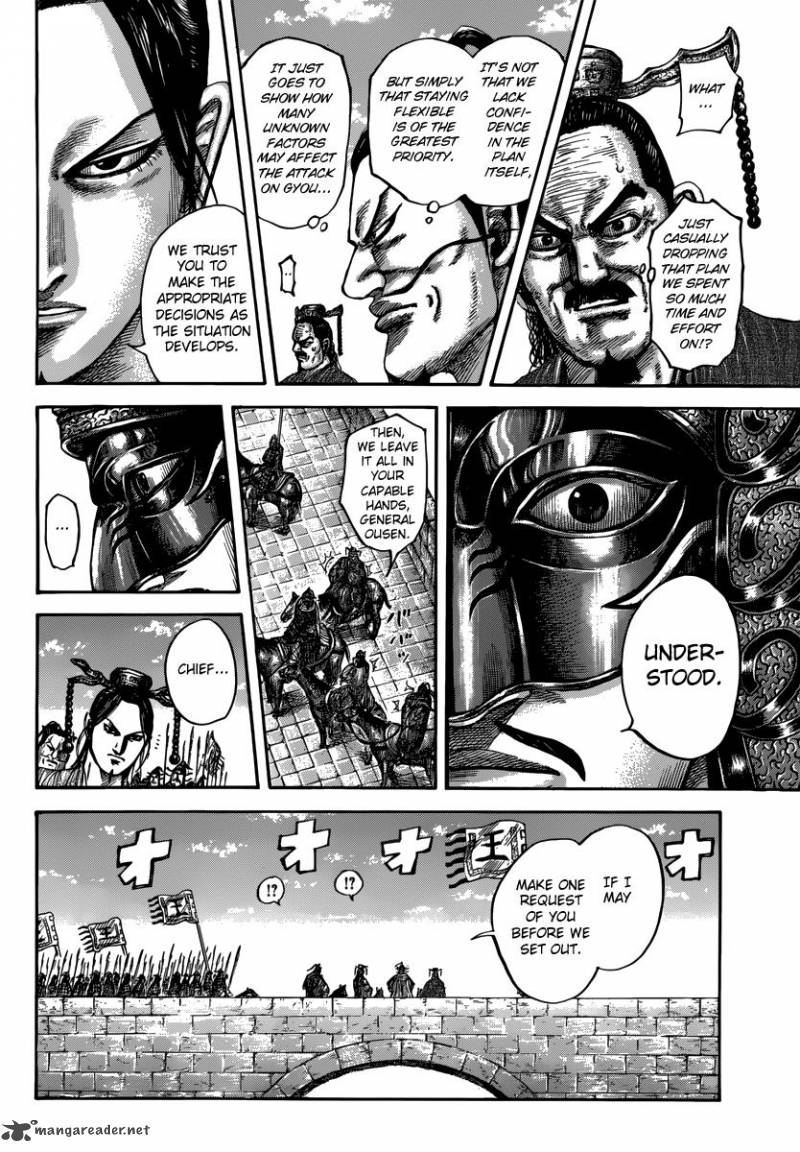 WHAT
...
JUST
CASUALLY
DROPPING
THAT PLAN
WE SPENT
SO MUCH
TIME AND
EFFORT
ON!?
IT'S NOT
THAT WE
LACK
CONFI-
DENCE
IN THE
PLAN
ITSELF,
BUT SIMPLY
THAT STAYING
FLEXIBLE
IS OF THE
GREATEST
PRIORITY.
IT JUST
GOES TO
SHOW HOW
MANY
UNKNOWN
FACTORS
MAY AFFECT
THE ATTACK
ON GYOU...
...
WE TRUST
YOU TO
MAKE THE
APPROPRIATE
DECISIONS AS
THE SITUATION
DEVELOPS.
UNDER-
STOOD.
THEN,
WE LEAVE
IT ALL IN
YOUR
CAPABLE
HANDS,
GENERAL
OUSEN.
...
CHIEF...
IF I
MAY
MAKE ONE
REQUEST
OF YOU
BEFORE WE
SET OUT.
オ
オ
オ
オ
!?
!?
王
王
王
王
mangareader.net